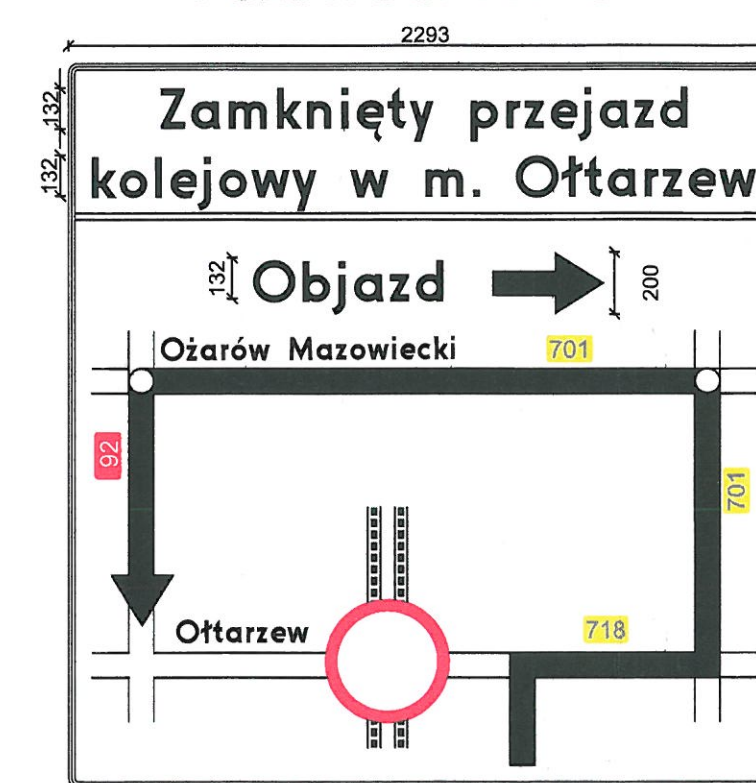 2293
132
132
Zamknięty przejazd
kolejowy w m. Ołtarzew
132
Objazd
200
Ożarów Mazowiecki
701
92
701
Ołtarzew
718